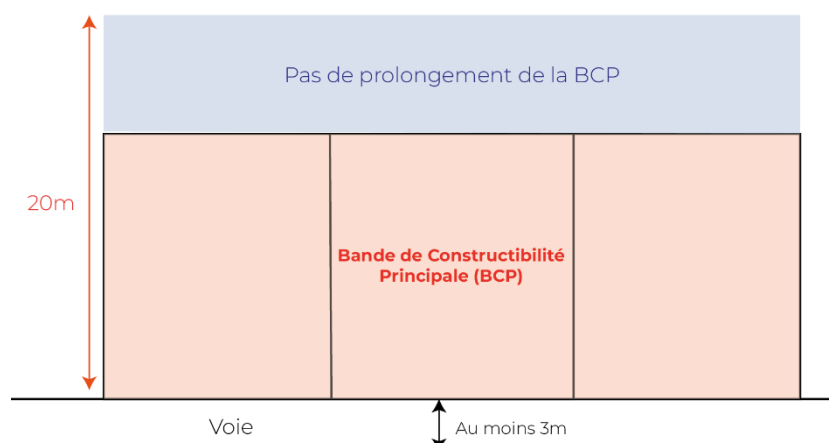 Pas de prolongement de la BCP
20m
Bande de Constructibilité
Principale (BCP)
Voie
Au moins 3m